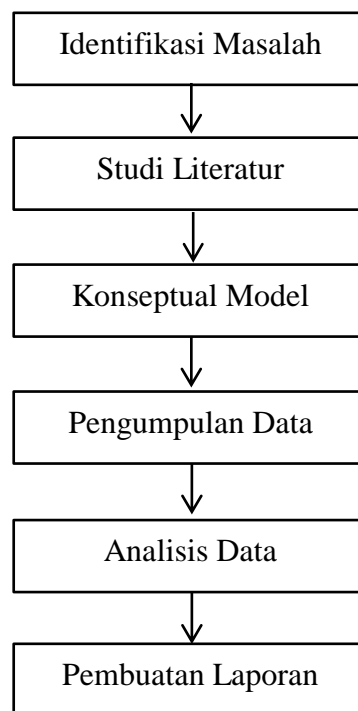 Identifikasi Masalah
Studi Literatur
Konseptual Model
Pengumpulan Data
Analisis Data
Pembuatan Laporan